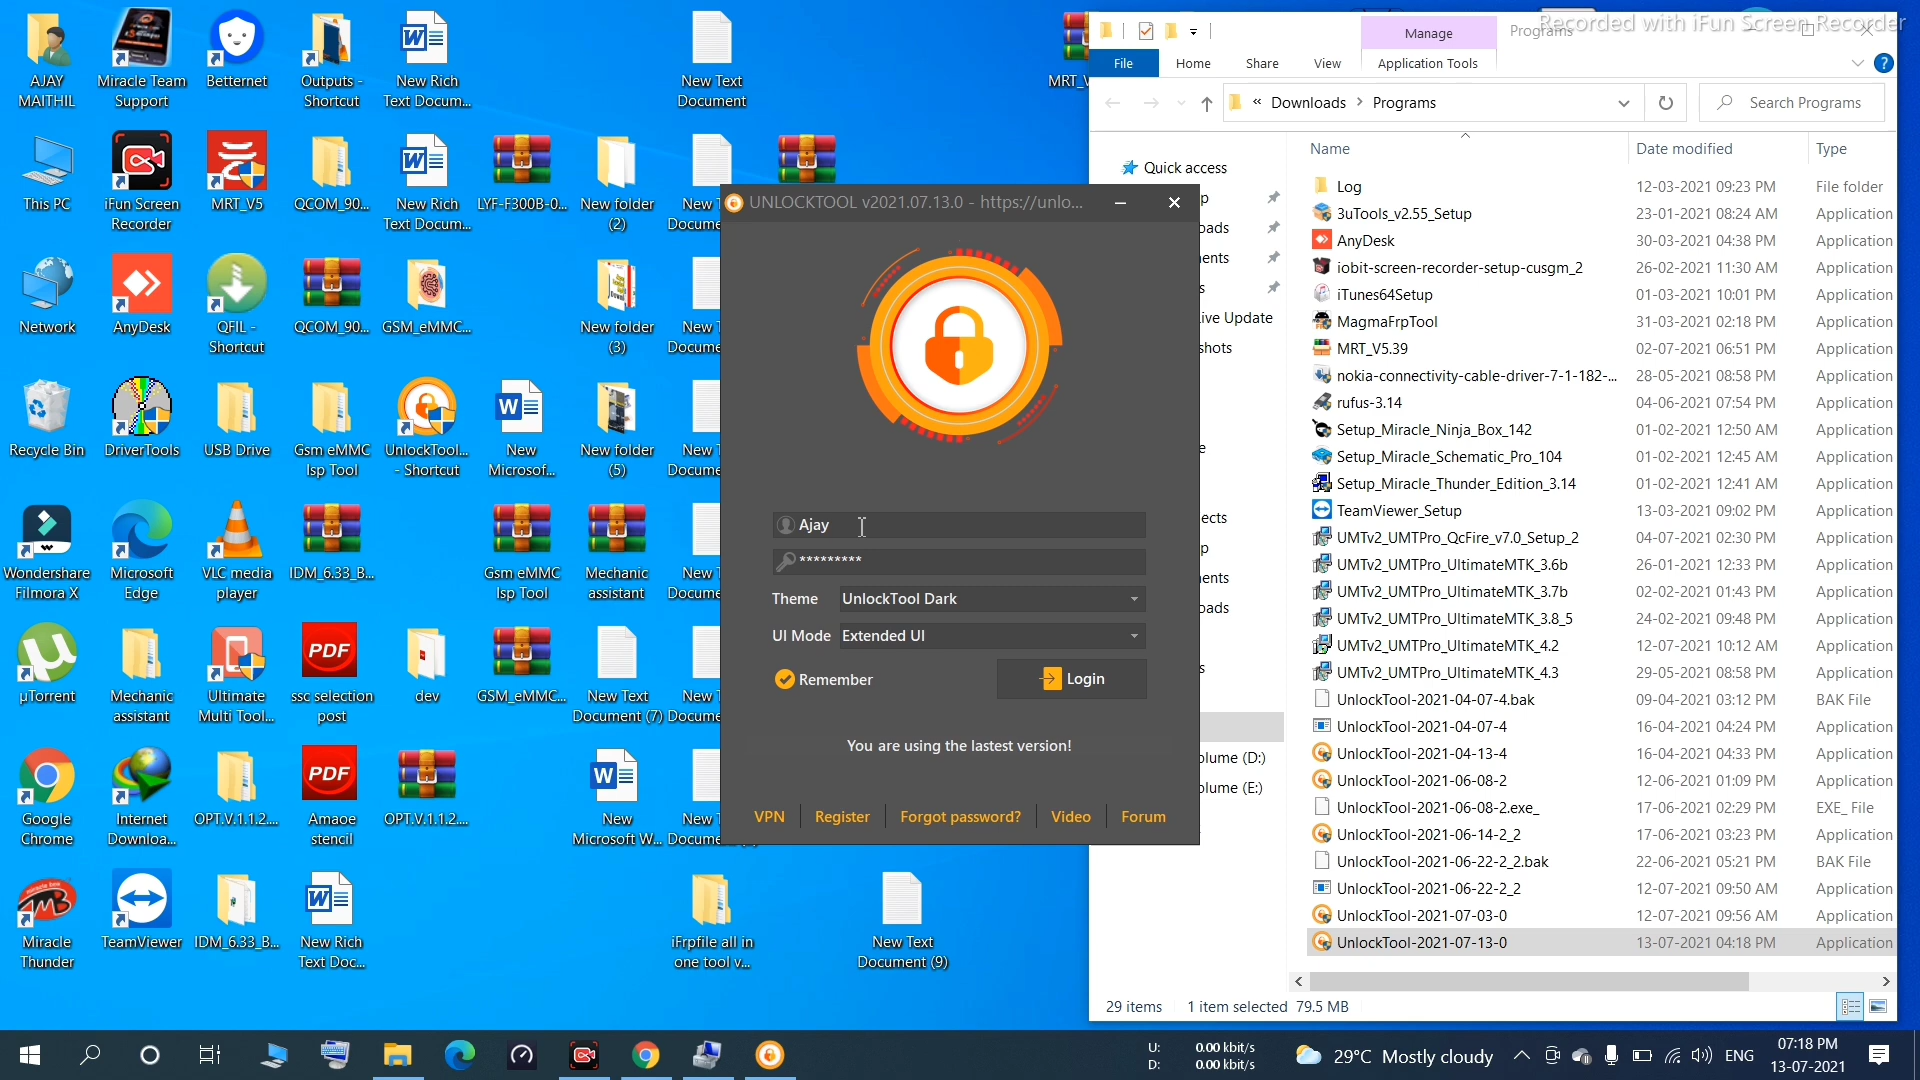 AJAY
MAITHIL
Miracle Team
Support
Betternet
Outputs -
Shortcut
New Rich
Text Docum...
New Text
Document
This PC
iFun Screen
Recorder
MRT_V5
QCOM_90...
New Rich
Text Docum...
LYF-F300B-0...
New folder
(2)
Network
AnyDesk
QFIL -
Shortcut
QCOM_90...
GSM_eMMC...
New folder
(3)
Recycle Bin
DriverTools
USB Drive
Gsm eMMC
Isp Tool
UnlockTool...
- Shortcut
New
Microsof...
New folder
(5)
Wondershare
Filmora X
Microsoft
Edge
VLC media
player
IDM_6.33_B...
Gsm eMMC
Isp Tool
Mechanic
assistant
µTorrent
Mechanic
assistant
Ultimate
Multi Tool...
PDF
ssc selection
post
dev
GSM_eMMC...
New Text
Document (7)
Google
Chrome
Internet
Downloa...
OPT.V.1.1.2....
PDF
Amaoe
stencil
OPT.V.1.1.2....
New
Microsoft W...
Miracle
Thunder
TeamViewer
IDM_6.33_B...
New Rich
Text Doc...
iFrpfile all in
one tool v...
New Text
Document (9)
UNLOCKTOOL v2021.07.13.0 - https://unlo...
Ajay
*********
Theme UnlockTool Dark
UI Mode Extended UI
Remember Login
You are using the lastest version!
VPN Register Forgot password? Video Forum
Recorded with iFun Screen Recorder
Manage Programs
File Home Share View Application Tools
« Downloads > Programs
Search Programs
Name Date modified Type
Quick access
Log 12-03-2021 09:23 PM File folder
3uTools_v2.55_Setup 23-01-2021 08:24 AM Application
AnyDesk 30-03-2021 04:38 PM Application
iobit-screen-recorder-setup-cusgm_2 26-02-2021 11:30 AM Application
iTunes64Setup 01-03-2021 10:01 PM Application
MagmaFrpTool 31-03-2021 02:18 PM Application
MRT_V5.39 02-07-2021 06:51 PM Application
nokia-connectivity-cable-driver-7-1-182-... 28-05-2021 08:58 PM Application
rufus-3.14 04-06-2021 07:54 PM Application
Setup_Miracle_Ninja_Box_142 01-02-2021 12:50 AM Application
Setup_Miracle_Schematic_Pro_104 01-02-2021 12:45 AM Application
Setup_Miracle_Thunder_Edition_3.14 01-02-2021 12:41 AM Application
TeamViewer_Setup 13-03-2021 09:02 PM Application
UMTv2_UMTPro_QcFire_v7.0_Setup_2 04-07-2021 02:30 PM Application
UMTv2_UMTPro_UltimateMTK_3.6b 26-01-2021 12:33 PM Application
UMTv2_UMTPro_UltimateMTK_3.7b 02-02-2021 01:43 PM Application
UMTv2_UMTPro_UltimateMTK_3.8_5 24-02-2021 09:48 PM Application
UMTv2_UMTPro_UltimateMTK_4.2 12-07-2021 10:12 AM Application
UMTv2_UMTPro_UltimateMTK_4.3 29-05-2021 08:58 PM Application
UnlockTool-2021-04-07-4.bak 09-04-2021 03:12 PM BAK File
UnlockTool-2021-04-07-4 16-04-2021 04:24 PM Application
UnlockTool-2021-04-13-4 16-04-2021 04:33 PM Application
UnlockTool-2021-06-08-2 12-06-2021 01:09 PM Application
UnlockTool-2021-06-08-2.exe_ 17-06-2021 02:29 PM EXE_ File
UnlockTool-2021-06-14-2_2 17-06-2021 03:23 PM Application
UnlockTool-2021-06-22-2_2.bak 22-06-2021 05:21 PM BAK File
UnlockTool-2021-06-22-2_2 12-07-2021 09:50 AM Application
UnlockTool-2021-07-03-0 12-07-2021 09:56 AM Application
UnlockTool-2021-07-13-0 13-07-2021 04:18 PM Application
29 items 1 item selected 79.5 MB
U: 0.00 kbit/s
D: 0.00 kbit/s
29°C Mostly cloudy
ENG
07:18 PM
13-07-2021